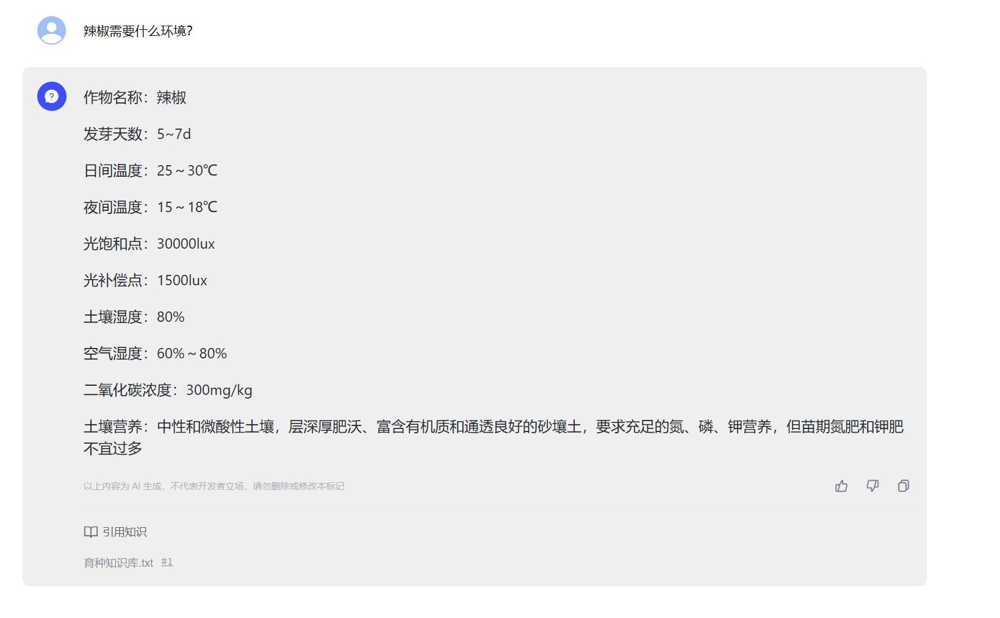 辣椒需要什么环境?
作物名称：辣椒
发芽天数：5~7d
日间温度：25～30℃
夜间温度：15～18℃
光饱和点：30000lux
光补偿点：1500lux
土壤湿度：80%
空气湿度：60%～80%
二氧化碳浓度：300mg/kg
土壤营养：中性和微酸性土壤，层深厚肥沃、富含有机质和通透良好的砂壤土，要求充足的氮、磷、钾营养，但苗期氮肥和钾肥
不宜过多
以上内容为 AI 生成，不代表开发者立场，请勿删除或修改本标记
引用知识
育种知识库.txt #1